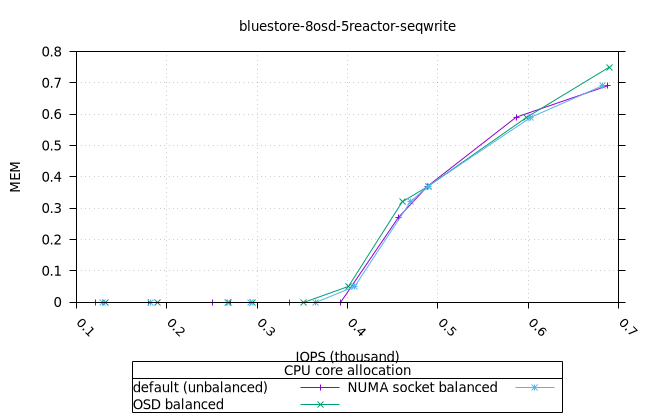 bluestore-8osd-5reactor-seqwrite
0.8
0.7
0.6
0.5
0.4
0.3
0.2
0.1
0
MEM
0.1 0.2 0.3 0.4 0.5 0.6 0.7
IOPS (thousand)
CPU core allocation
default (unbalanced) NUMA socket balanced
OSD balanced